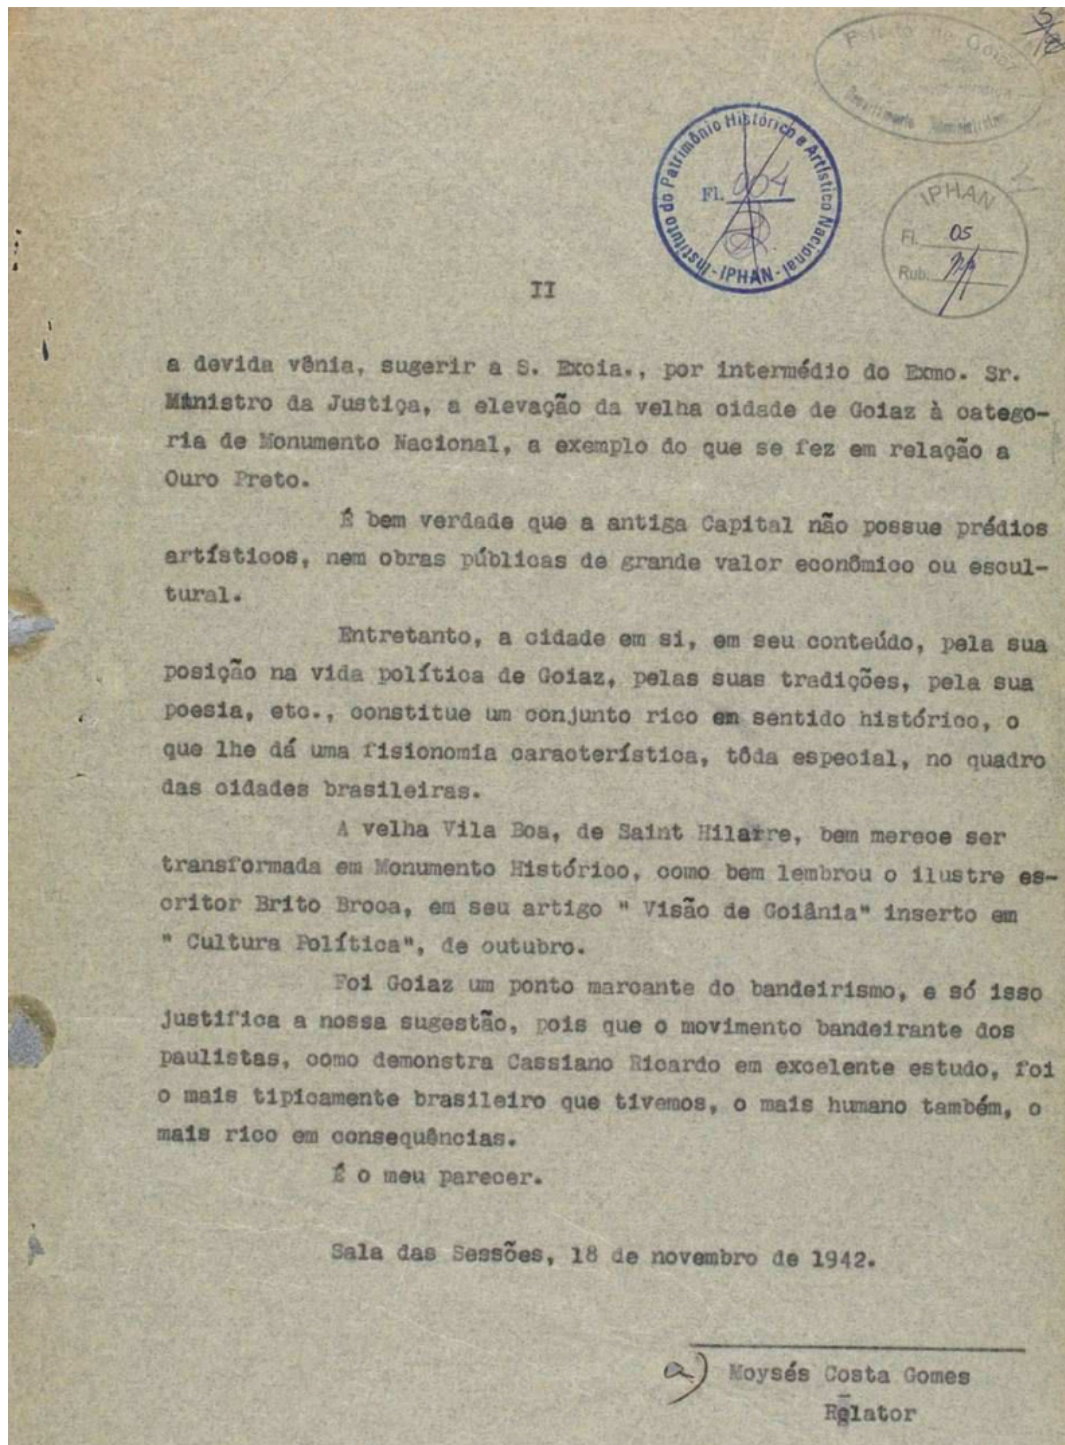 Estado de Goiaz
Departamento Administrativo
Instituto do Patrimônio Histórico e Artístico Nacional
- IPHAN -
Fl. 004
IPHAN
Fl. 05
Rub.
II
a devida vênia, sugerir a S. Excia., por intermédio do Exmo. Sr.
Ministro da Justiça, a elevação da velha cidade de Goiaz à catego-
ria de Monumento Nacional, a exemplo do que se fez em relação a
Ouro Preto.
É bem verdade que a antiga Capital não possue prédios
artísticos, nem obras públicas de grande valor econômico ou escul-
tural.
Entretanto, a cidade em si, em seu conteúdo, pela sua
posição na vida política de Goiaz, pelas suas tradições, pela sua
poesia, etc., constitue um conjunto rico em sentido histórico, o
que lhe dá uma fisionomia característica, tôda especial, no quadro
das cidades brasileiras.
A velha Vila Boa, de Saint Hilarre, bem merece ser
transformada em Monumento Histórico, como bem lembrou o ilustre es-
critor Brito Broca, em seu artigo " Visão de Goiânia" inserto em
" Cultura Política", de outubro.
Foi Goiaz um ponto marcante do bandeirismo, e só isso
justifica a nossa sugestão, pois que o movimento bandeirante dos
paulistas, como demonstra Cassiano Ricardo em excelente estudo, foi
o mais tipicamente brasileiro que tivemos, o mais humano também, o
mais rico em consequências.
É o meu parecer.
Sala das Sessões, 18 de novembro de 1942.
a) Moysés Costa Gomes
Relator